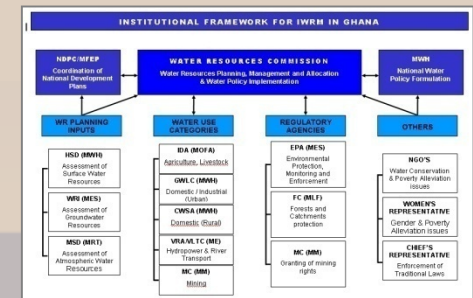 INSTITUTIONAL FRAMEWORK FOR IWRM IN GHANA
NDPC/MFEP
Coordination of
National Development
Plans
WATER RESOURCES COMMISSION
Water Resources Planning, Management and Allocation
& Water Policy Implementation
MWH
National Water
Policy Formulation
WR PLANNING
INPUTS
WATER USE
CATEGORIES
REGULATORY
AGENCIES
OTHERS
HSD (MWH)
Assessment of
Surface Water
Resources
WRI (MES)
Assessment of
Groundwater
Resources
MSD (MRT)
Assessment of
Atmospheric Water
Resources
IDA (MOFA)
Agriculture, Livestock
GWLC (MWH)
Domestic / Industrial
(Urban)
CWSA (MWH)
Domestic (Rural)
VRA/VLTC (ME)
Hydropower & River
Transport
MC (MM)
Mining
EPA (MES)
Environmental
Protection,
Monitoring and
Enforcement
FC (MLF)
Forests and
Catchments
protection
MC (MM)
Granting of mining
rights
NGO'S
Water Conservation
& Poverty Alleviation
issues
WOMEN'S
REPRESENTATIVE
Gender & Poverty
Alleviation issues
CHIEF'S
REPRESENTATIVE
Enforcement of
Traditional Laws